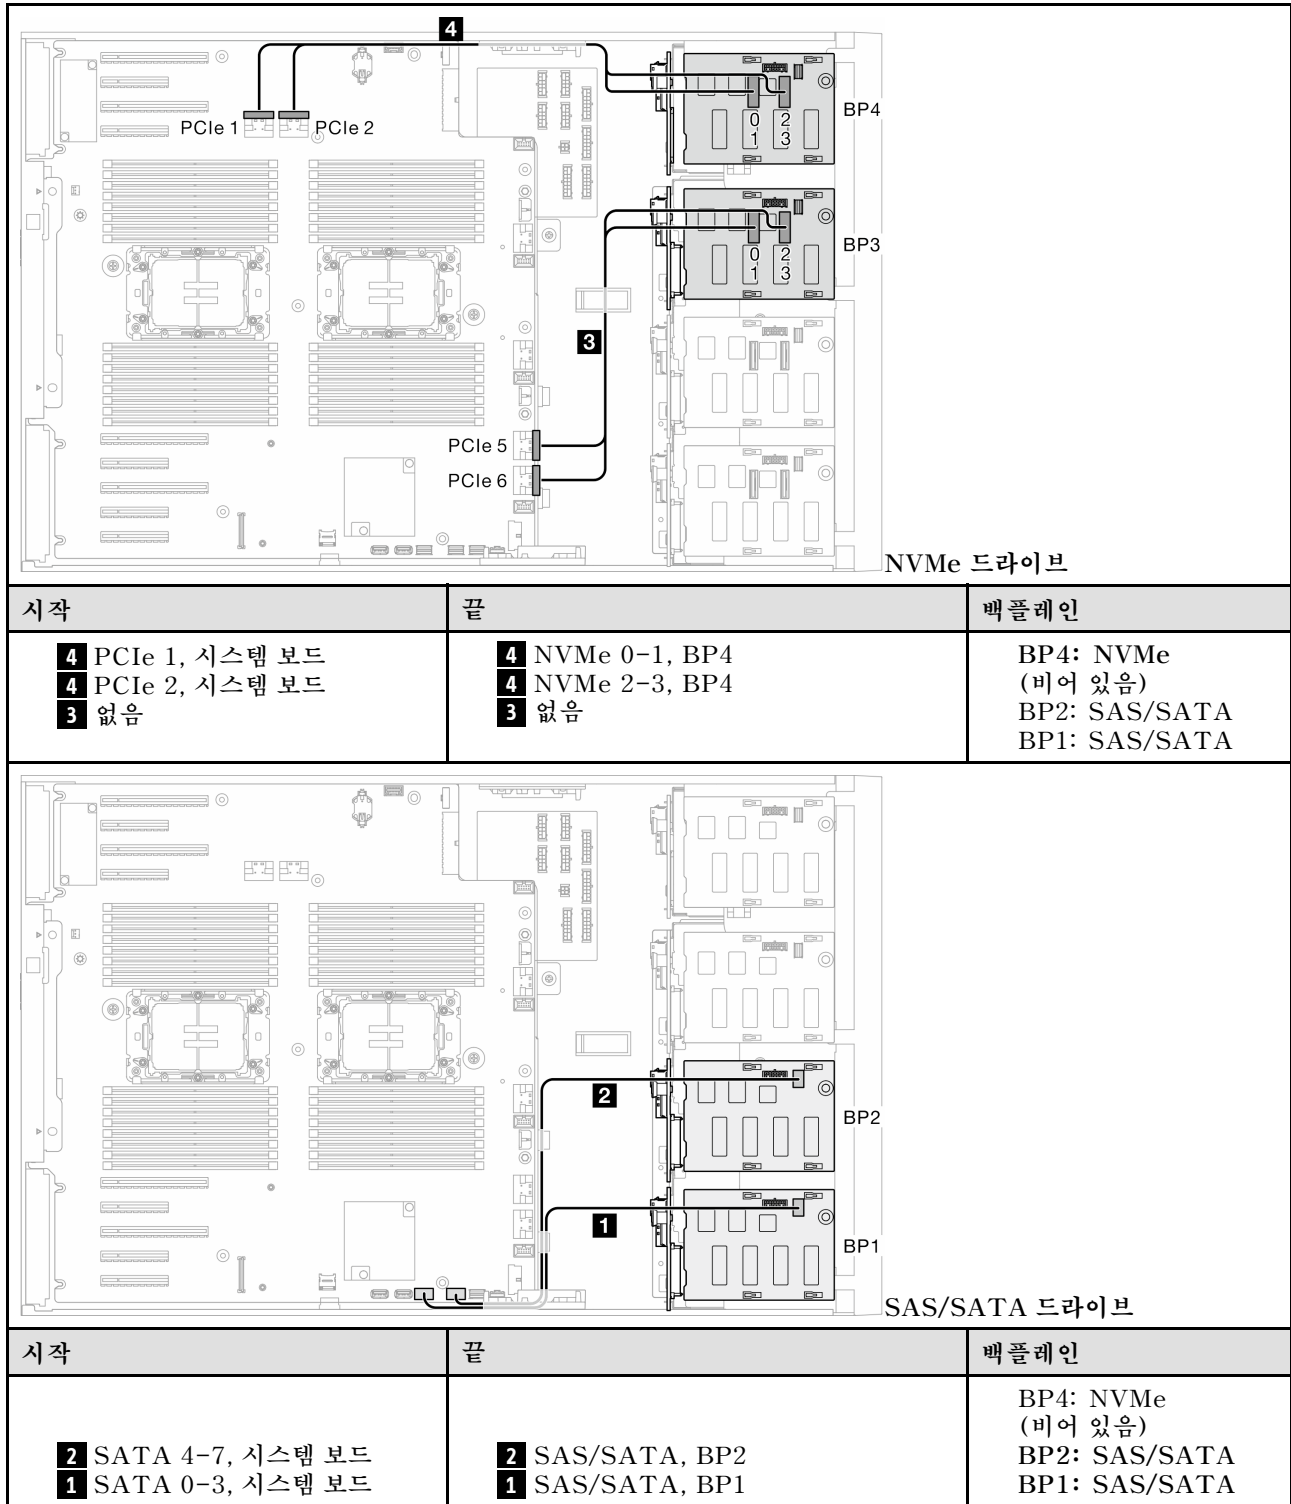 4
PCIe 1
PCIe 2
0 2
1 3
BP4
0 2
1 3
BP3
3
PCIe 5
PCIe 6
NVMe 드라이브
시작
끝
백플레인
4 PCIe 1, 시스템 보드
4 PCIe 2, 시스템 보드
3 없음
4 NVMe 0-1, BP4
4 NVMe 2-3, BP4
3 없음
BP4: NVMe
(비어 있음)
BP2: SAS/SATA
BP1: SAS/SATA
2
BP2
1
BP1
SAS/SATA 드라이브
시작
끝
백플레인
2 SATA 4-7, 시스템 보드
1 SATA 0-3, 시스템 보드
2 SAS/SATA, BP2
1 SAS/SATA, BP1
BP4: NVMe
(비어 있음)
BP2: SAS/SATA
BP1: SAS/SATA